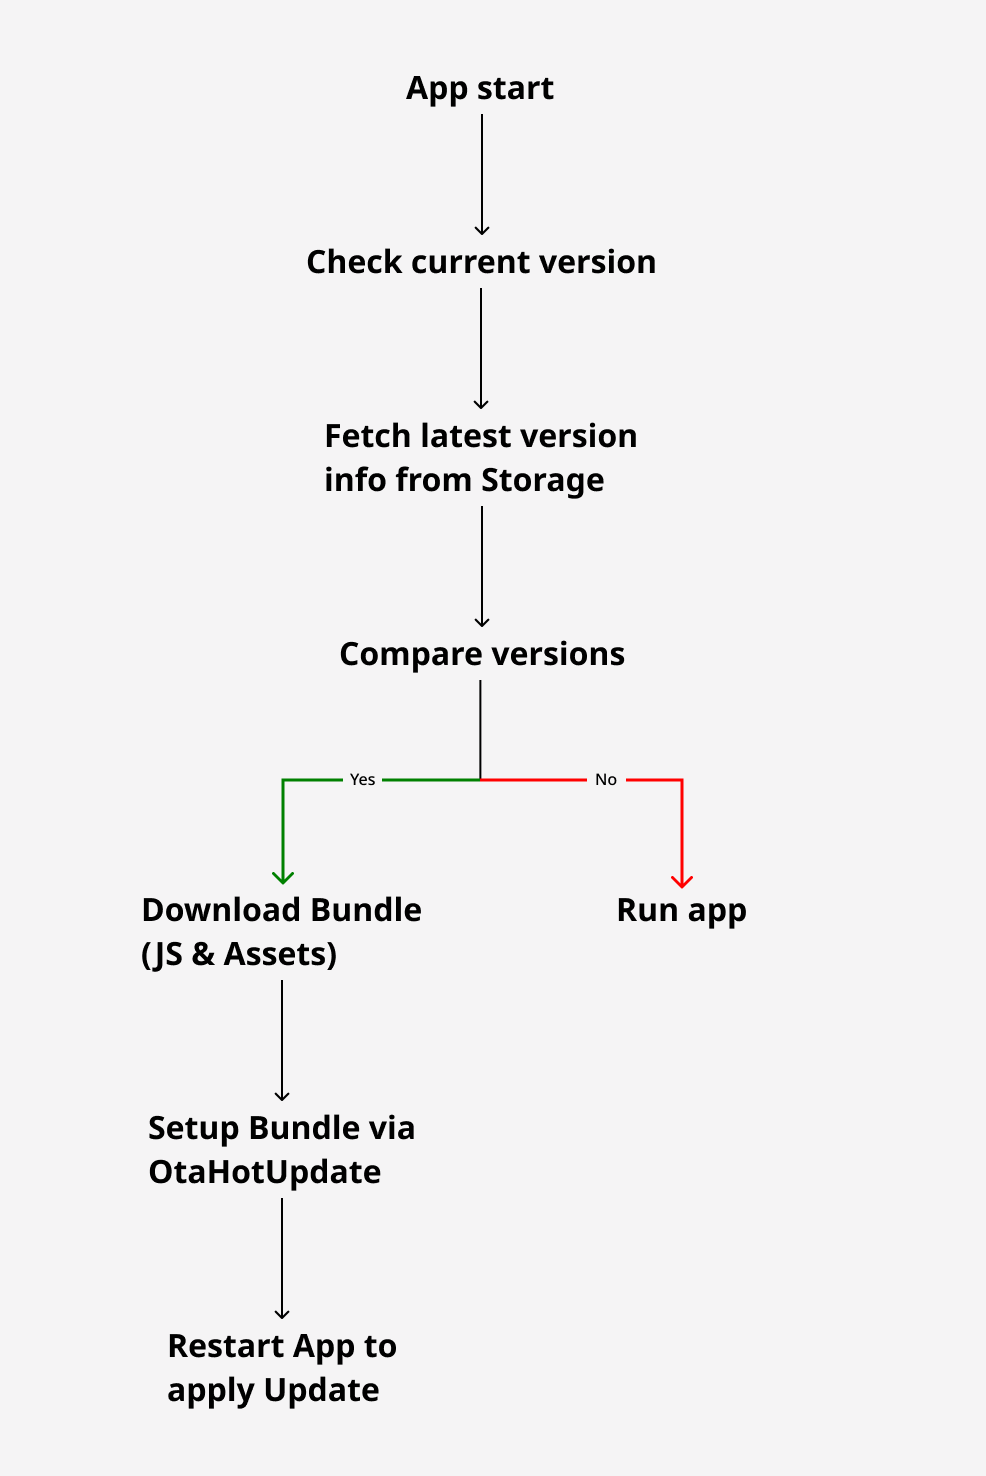 App start
Check current version
Fetch latest version
info from Storage
Compare versions
Yes
No
Download Bundle
(JS & Assets)
Run app
Setup Bundle via
OtaHotUpdate
Restart App to
apply Update